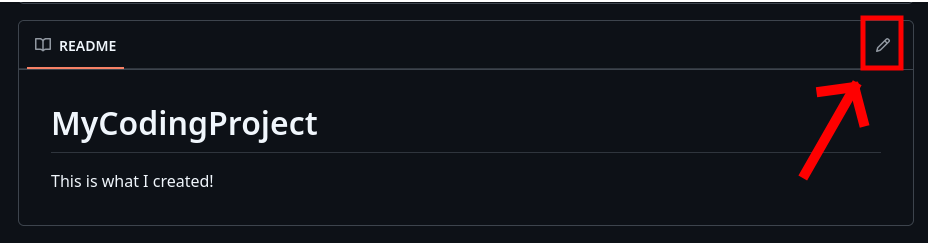 README
MyCodingProject
This is what I created!